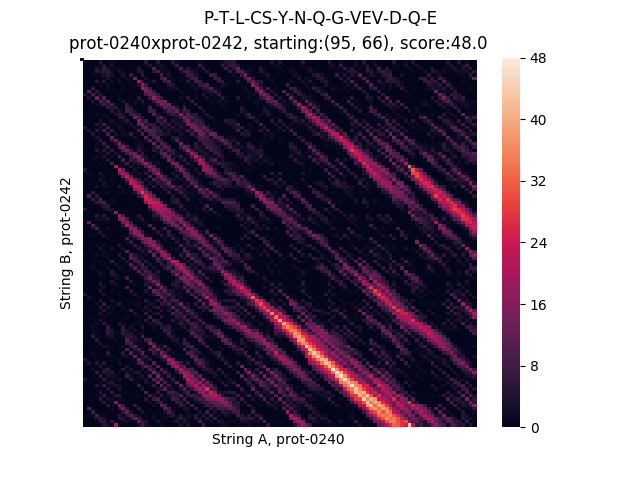 P-T-L-CS-Y-N-Q-G-VEV-D-Q-E
prot-0240xprot-0242, starting:(95, 66), score:48.0
String B, prot-0242
String A, prot-0240
48
40
32
24
16
8
0